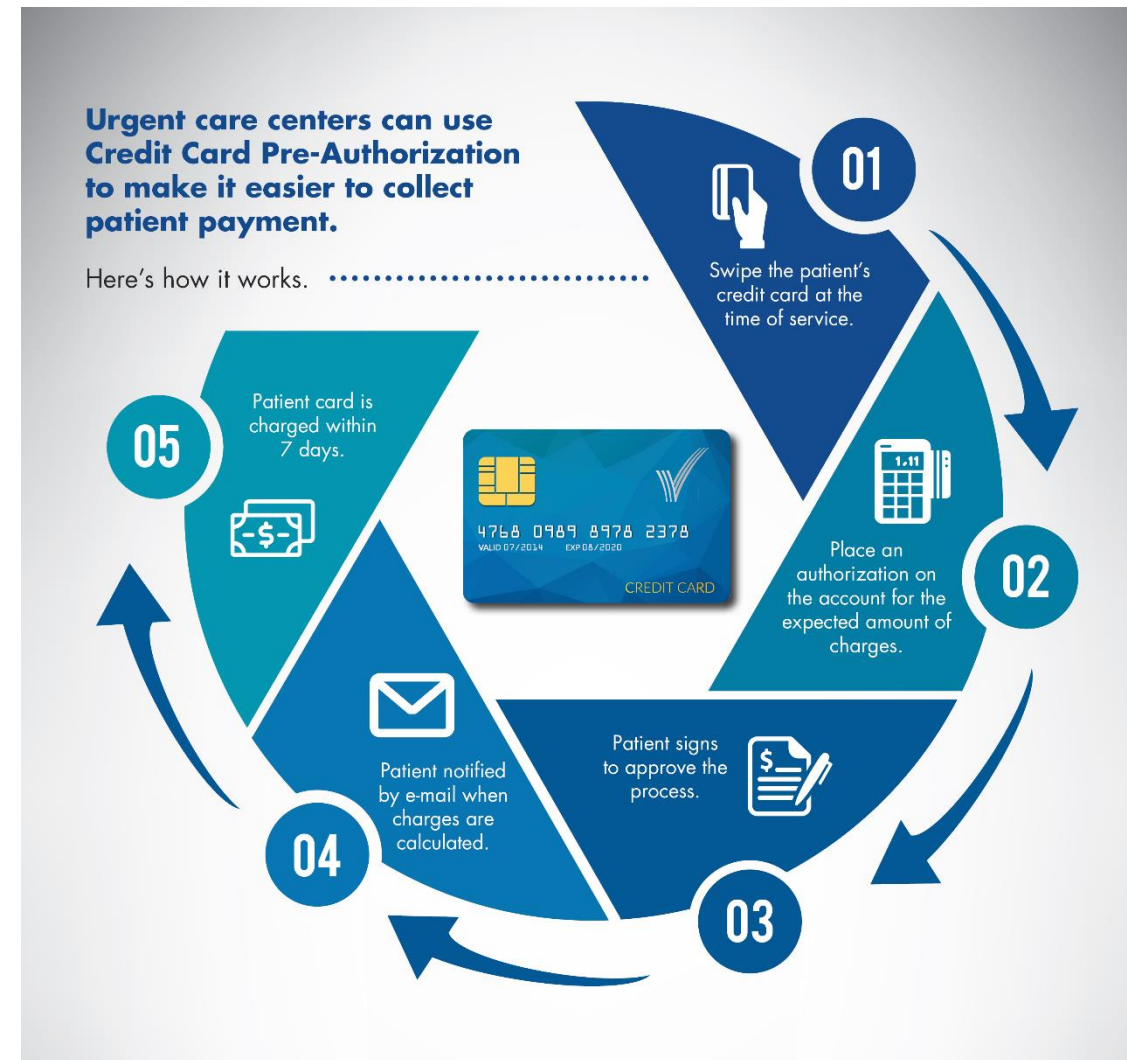 Urgent care centers can use
Credit Card Pre-Authorization
to make it easier to collect
patient payment.
Here's how it works.
01
Swipe the patient's
credit card at the
time of service.
02
1.11
Place an
authorization on
the account for the
expected amount of
charges.
03
Patient signs
to approve the
process.
$
04
Patient notified
by e-mail when
charges are
calculated.
05
Patient card is
charged within
7 days.
-$-
4768 0989 8978 2378
VALID 07/2014 EXP 08/2020
CREDIT CARD